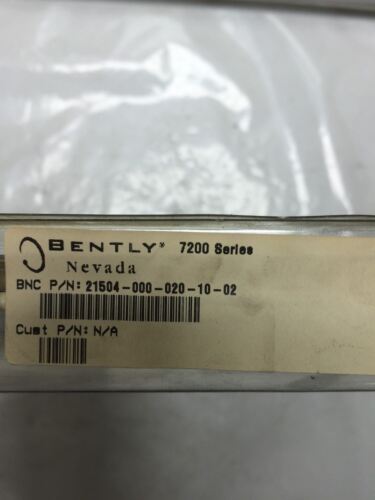 BENTLY® 7200 Series
Nevada
BNC P/N: 21504-000-020-10-02
Cust P/N: N/A